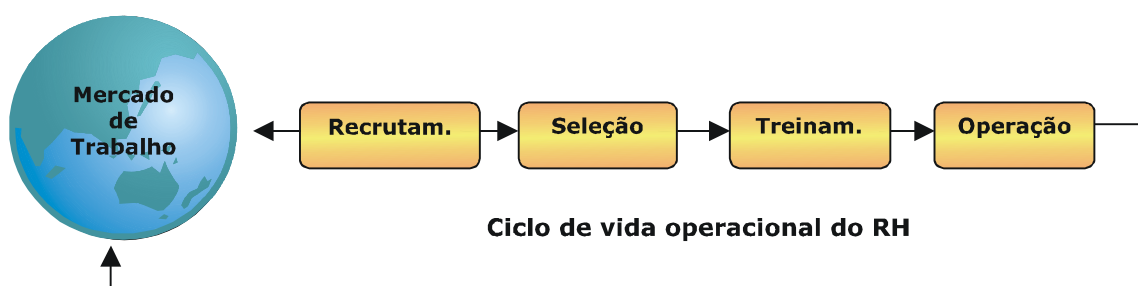 Mercado
de
Trabalho
Recrutam.
Seleção
Treinam.
Operação
Ciclo de vida operacional do RH